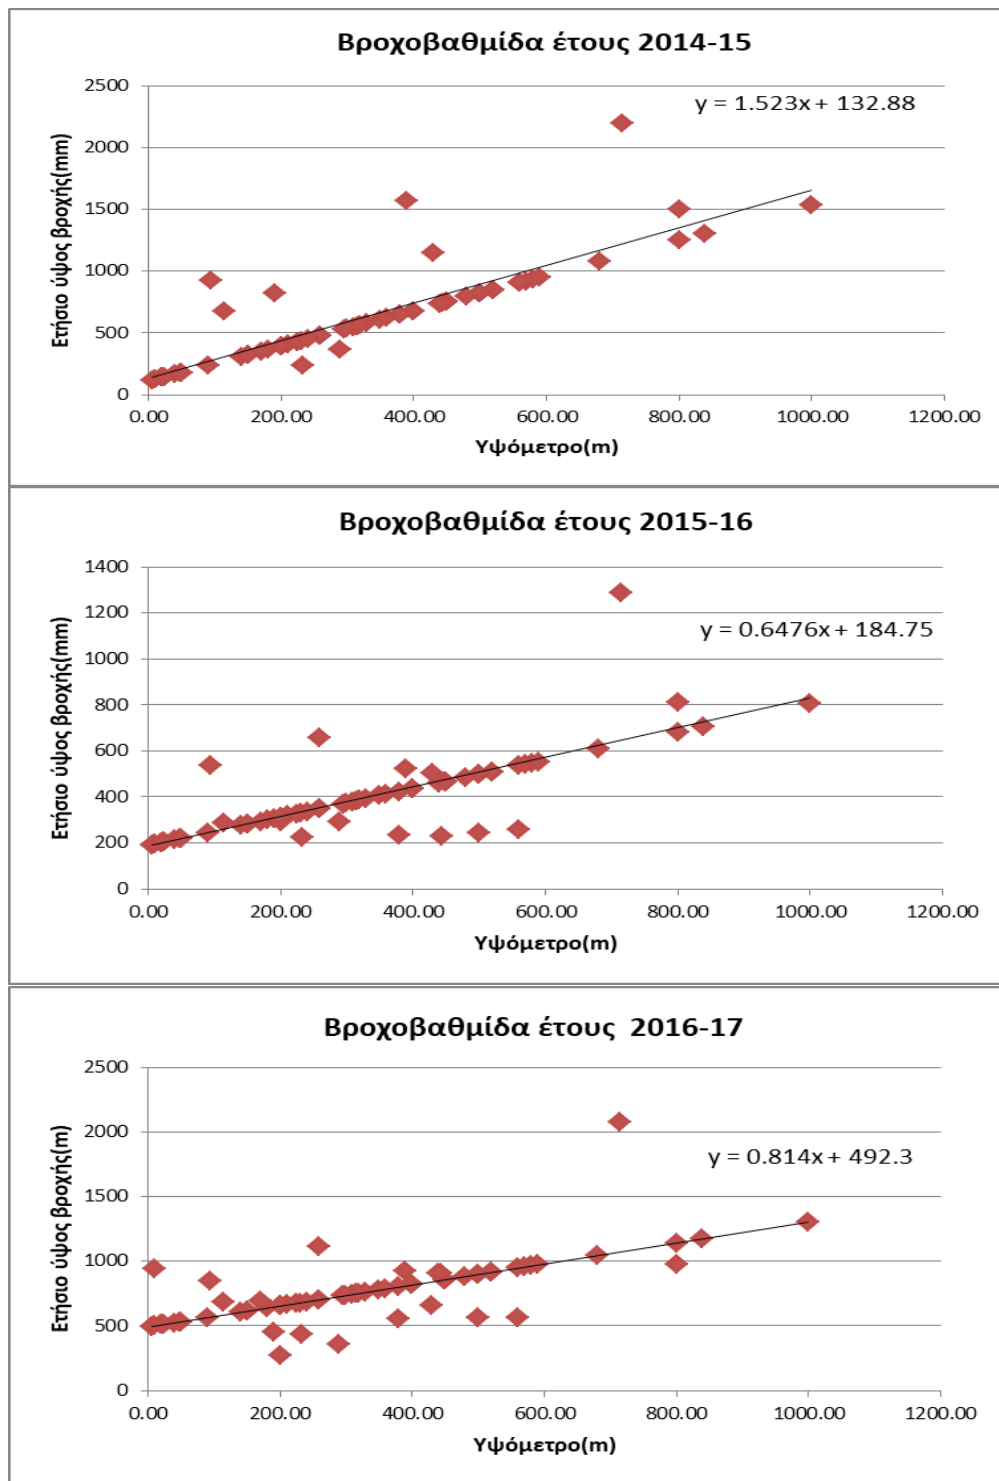 Βροχοβαθμίδα έτους 2014-15
y = 1.523x + 132.88
Ετήσιο ύψος βροχής(mm)
2500
2000
1500
1000
500
0
0.00 200.00 400.00 600.00 800.00 1000.00 1200.00
Υψόμετρο(m)
Βροχοβαθμίδα έτους 2015-16
y = 0.6476x + 184.75
Ετήσιο ύψος βροχής(mm)
1400
1200
1000
800
600
400
200
0
0.00 200.00 400.00 600.00 800.00 1000.00 1200.00
Υψόμετρο(m)
Βροχοβαθμίδα έτους 2016-17
y = 0.814x + 492.3
Ετήσιο ύψος βροχής(m)
2500
2000
1500
1000
500
0
0.00 200.00 400.00 600.00 800.00 1000.00 1200.00
Υψόμετρο(m)